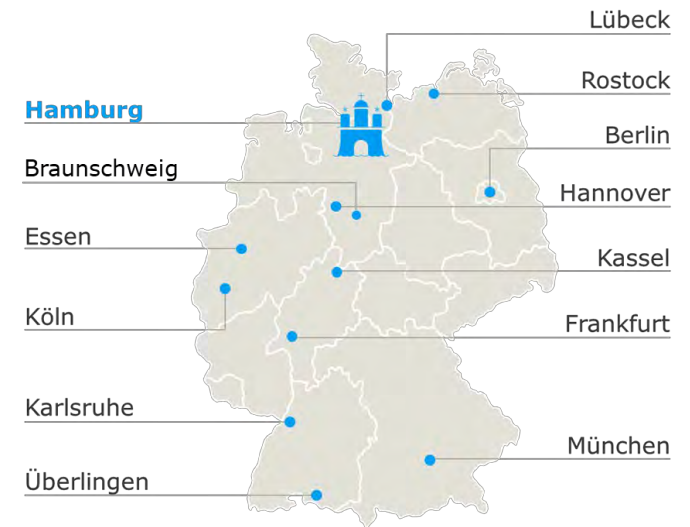 Lübeck
Rostock
Hamburg
Berlin
Braunschweig
Hannover
Essen
Kassel
Köln
Frankfurt
Karlsruhe
München
Überlingen